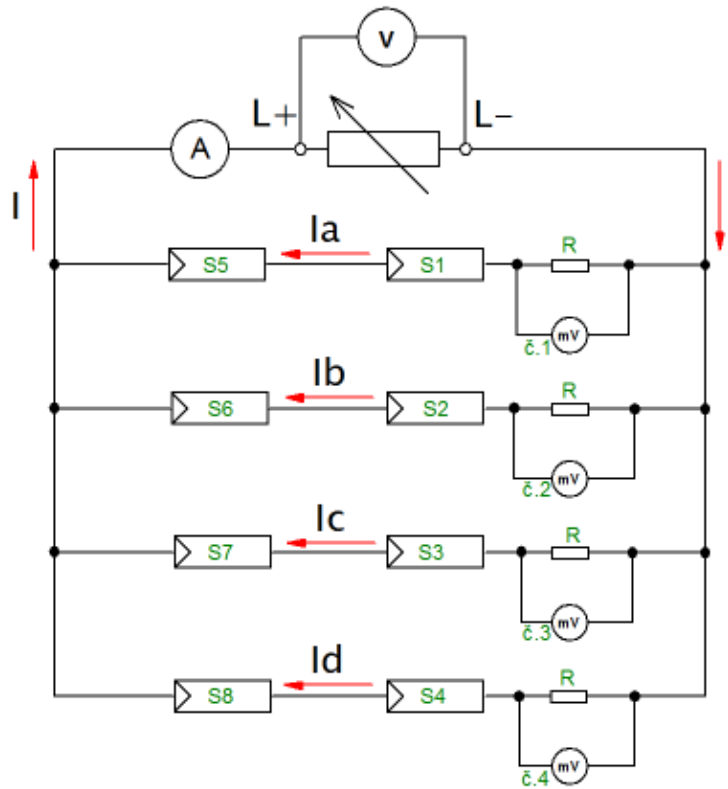 V
L+
L-
A
I
Ia
S5
S1
R
mV
č.1
Ib
S6
S2
R
mV
č.2
Ic
S7
S3
R
mV
č.3
Id
S8
S4
R
mV
č.4